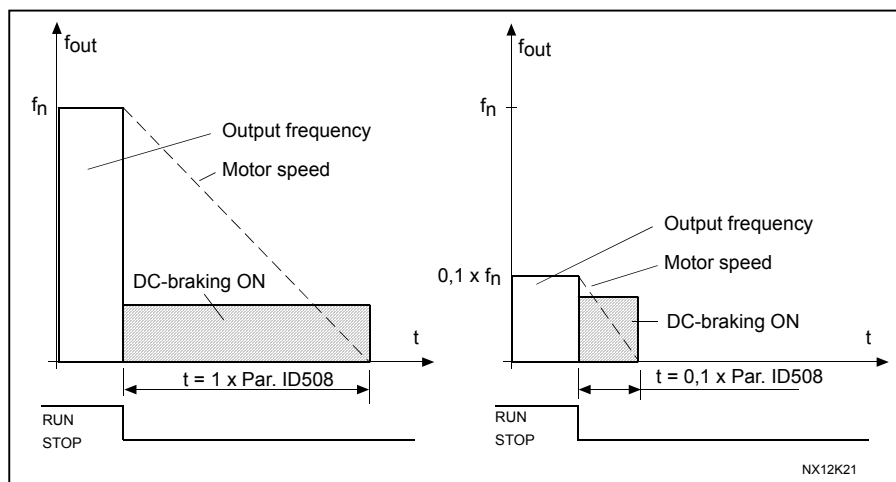 fout
fn
Output frequency
Motor speed
DC-braking ON
t
t = 1 x Par. ID508
RUN
STOP
fout
fn
Output frequency
0,1 x fn
Motor speed
DC-braking ON
t
t = 0,1 x Par. ID508
RUN
STOP
NX12K21